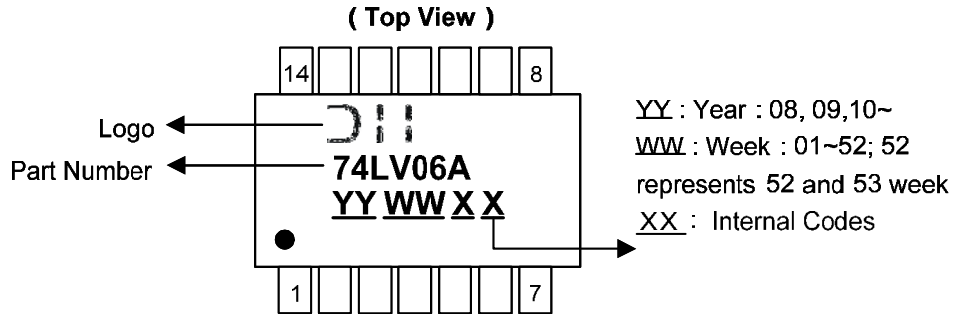 ( Top View )
14 8
Logo
74LV06A
Part Number
YY WW X X
1 7
YY : Year : 08, 09,10~
WW : Week : 01~52; 52
represents 52 and 53 week
XX : Internal Codes